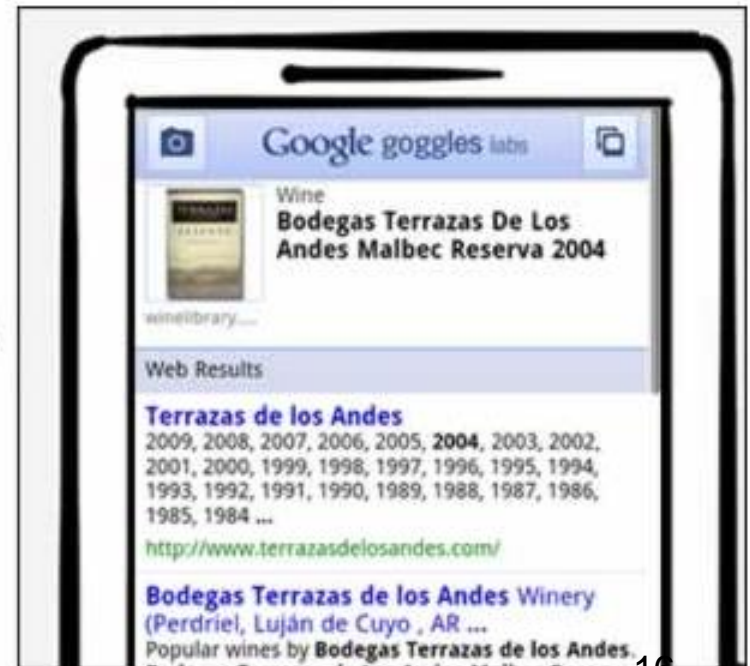 Google goggles labs
Wine
Bodegas Terrazas De Los
Andes Malbec Reserva 2004
winelibrary....
Web Results
Terrazas de los Andes
2009, 2008, 2007, 2006, 2005, 2004, 2003, 2002,
2001, 2000, 1999, 1998, 1997, 1996, 1995, 1994,
1993, 1992, 1991, 1990, 1989, 1988, 1987, 1986,
1985, 1984 ...
http://www.terrazasdelosandes.com/
Bodegas Terrazas de los Andes Winery
(Perdriel, Luján de Cuyo , AR ...
Popular wines by Bodegas Terrazas de los Andes.